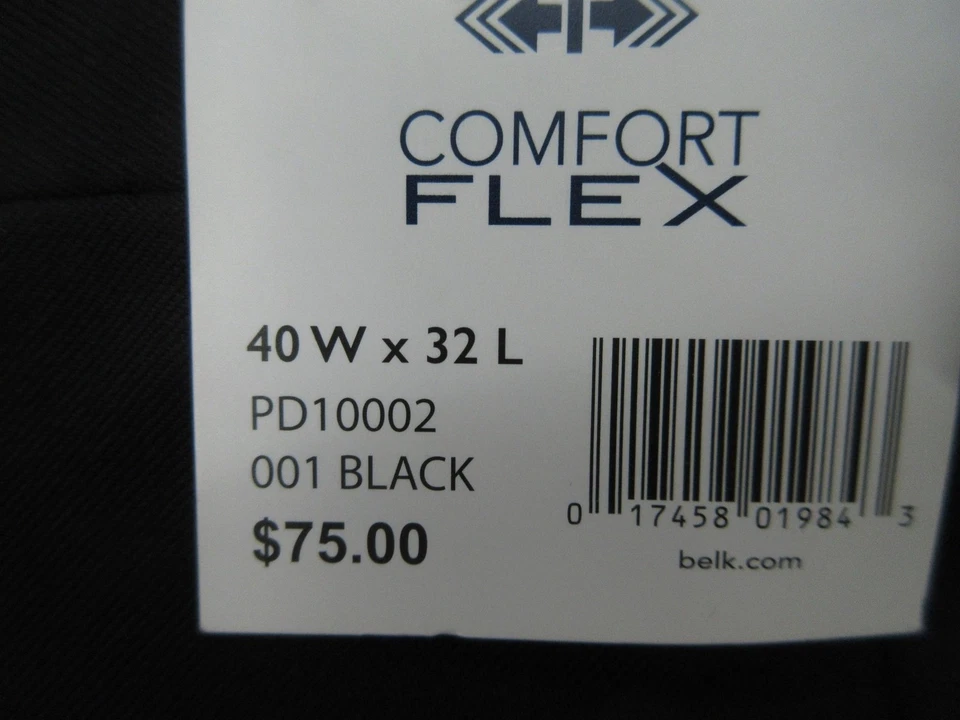 COMFORT
FLEX
40 W x 32 L
PD10002
001 BLACK
$75.00
0 17458 01984 3
belk.com